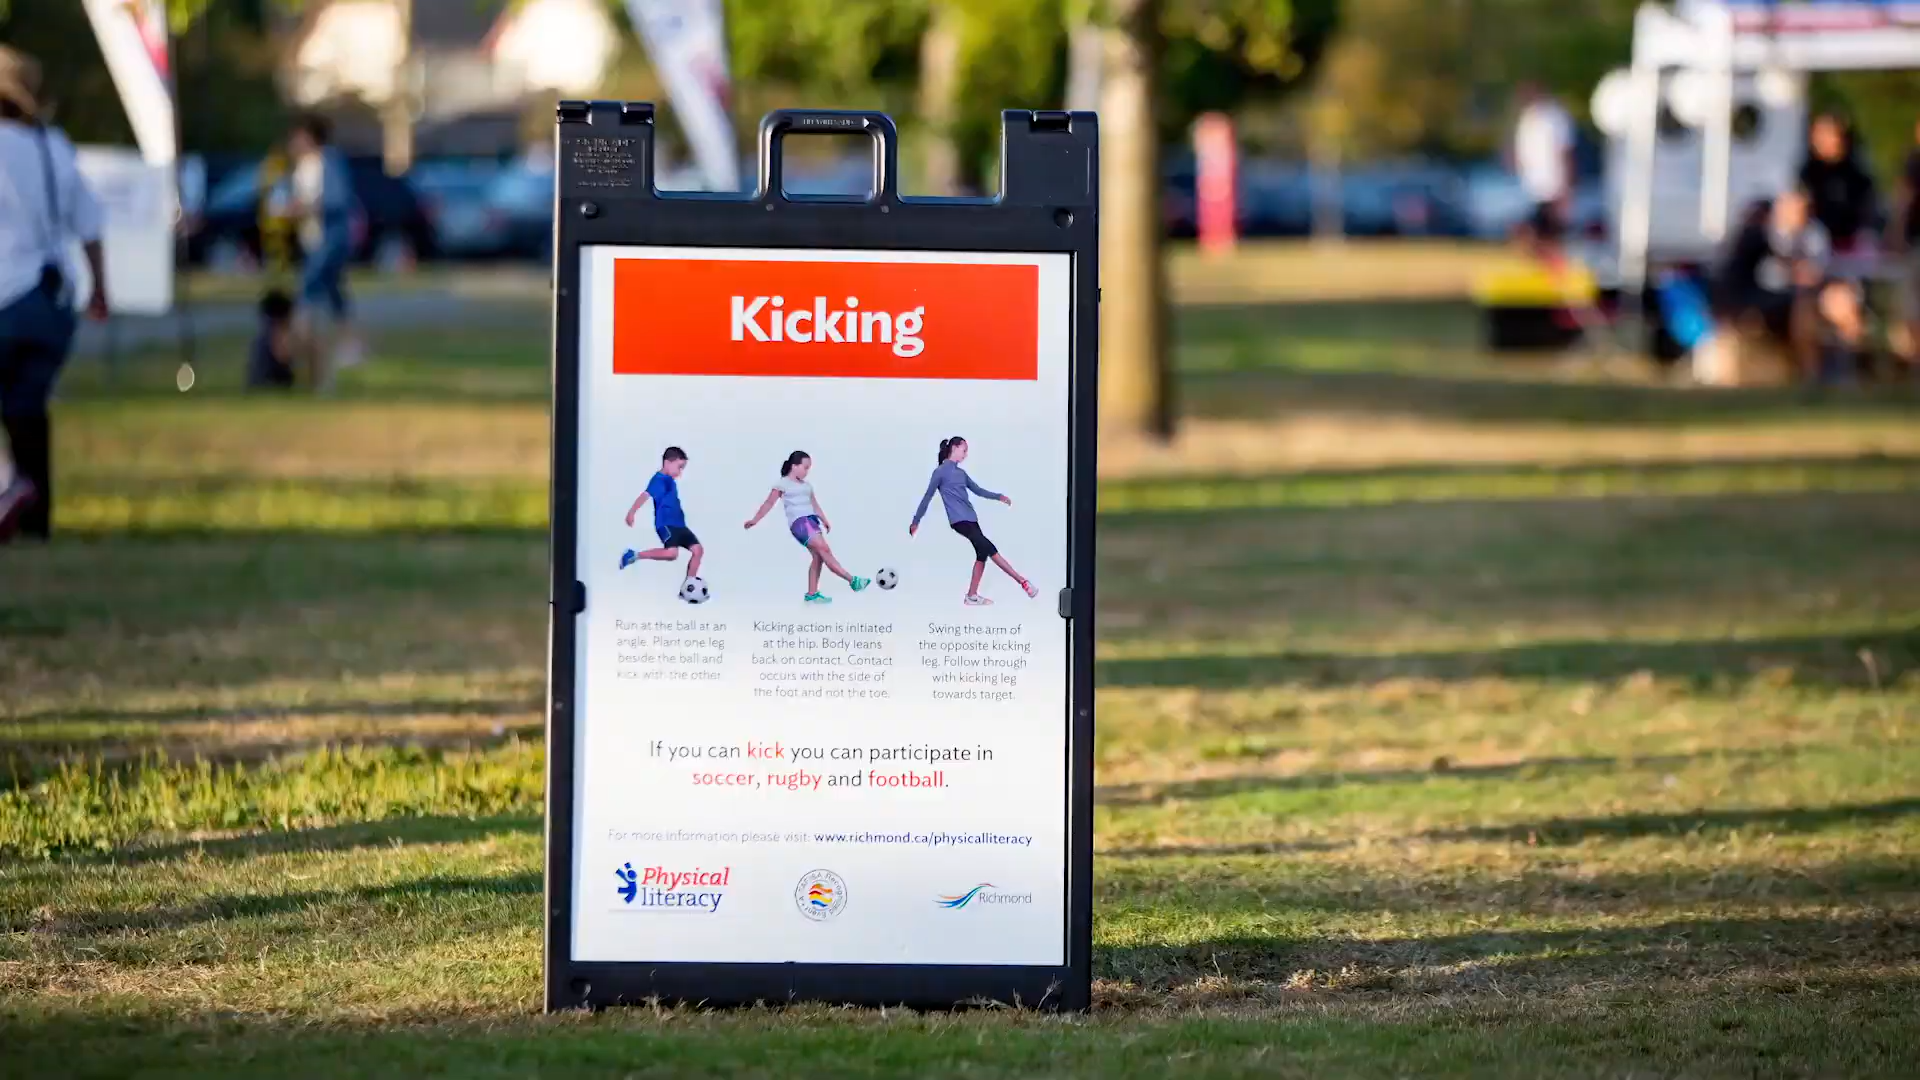 Kicking
Run at the ball at an
angle. Plant one leg
beside the ball and
kick with the other.
Kicking action is initiated
at the hip. Body leans
back on contact. Contact
occurs with the side of
the foot and not the toe.
Swing the arm of
the opposite kicking
leg. Follow through
with kicking leg
towards target.
If you can kick you can participate in
soccer, rugby and football.
For more information please visit: www.richmond.ca/physicalliteracy
Physical
literacy
Richmond